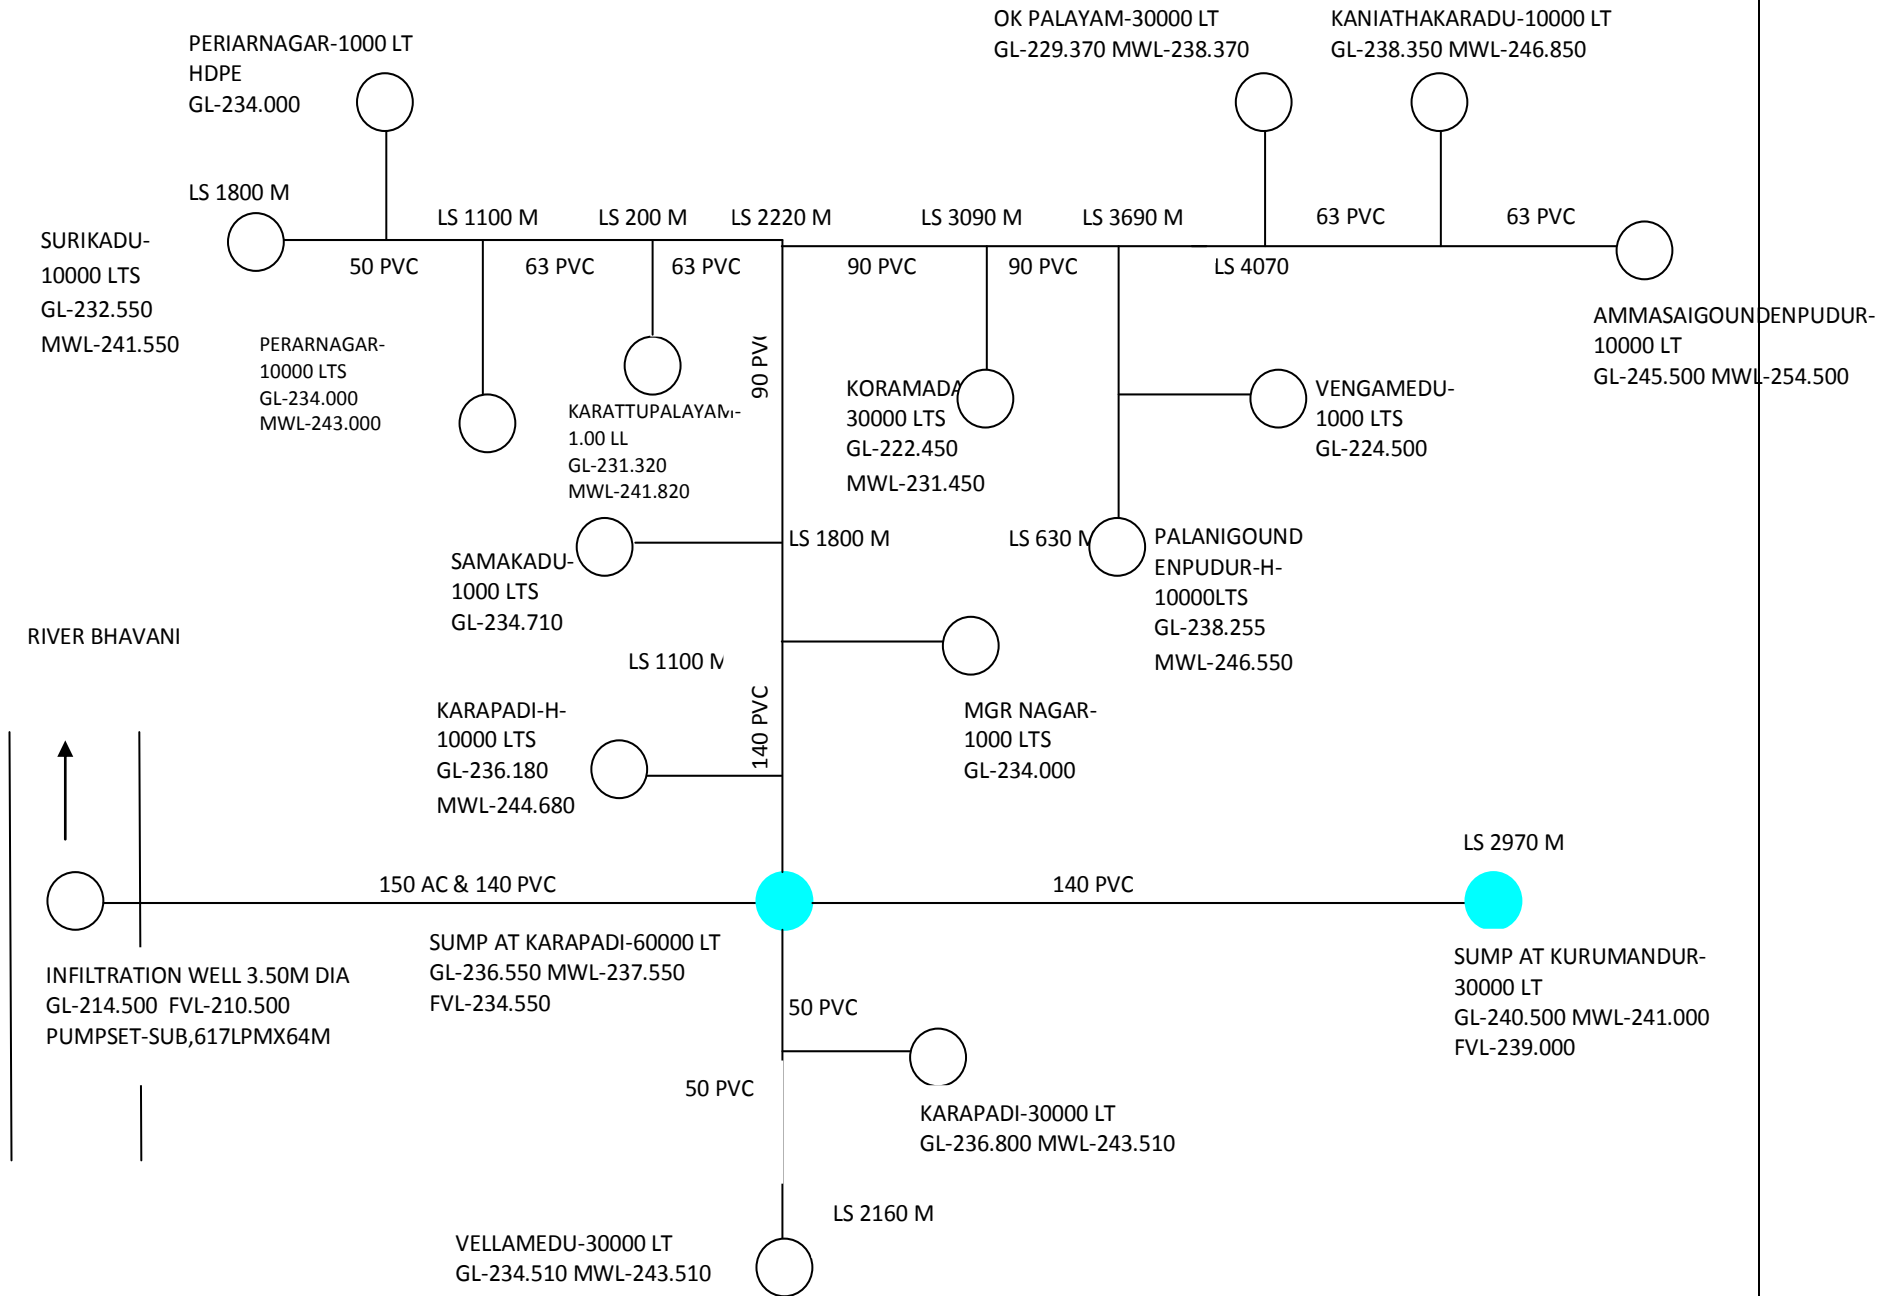 OK PALAYAM-30000 LT
GL-229.370 MWL-238.370
KANIATHAKARADU-10000 LT
GL-238.350 MWL-246.850
PERIARNAGAR-1000 LT
HDPE
GL-234.000
LS 1800 M
LS 1100 M
LS 200 M
LS 2220 M
LS 3090 M
LS 3690 M
63 PVC
63 PVC
SURIKADU-
10000 LTS
GL-232.550
MWL-241.550
50 PVC
63 PVC
63 PVC
90 PVC
90 PVC
LS 4070
AMMASAIGOUNDENPUDUR-
10000 LT
GL-245.500 MWL-254.500
PERARNAGAR-
10000 LTS
GL-234.000
MWL-243.000
KARATTUPALAYAM-
1.00 LL
GL-231.320
MWL-241.820
90 PV
KORAMADA
30000 LTS
GL-222.450
MWL-231.450
VENGAMEDU-
1000 LTS
GL-224.500
SAMAKADU-
1000 LTS
GL-234.710
LS 1800 M
LS 630 M
PALANIGOUND
ENPUDUR-H-
10000LTS
GL-238.255
MWL-246.550
RIVER BHAVANI
LS 1100 M
140 PVC
KARAPADI-H-
10000 LTS
GL-236.180
MWL-244.680
MGR NAGAR-
1000 LTS
GL-234.000
LS 2970 M
150 AC & 140 PVC
140 PVC
SUMP AT KARAPADI-60000 LT
GL-236.550 MWL-237.550
FVL-234.550
SUMP AT KURUMANDUR-
30000 LT
GL-240.500 MWL-241.000
FVL-239.000
INFILTRATION WELL 3.50M DIA
GL-214.500 FVL-210.500
PUMPSET-SUB,617LPMX64M
50 PVC
50 PVC
KARAPADI-30000 LT
GL-236.800 MWL-243.510
LS 2160 M
VELLAMEDU-30000 LT
GL-234.510 MWL-243.510